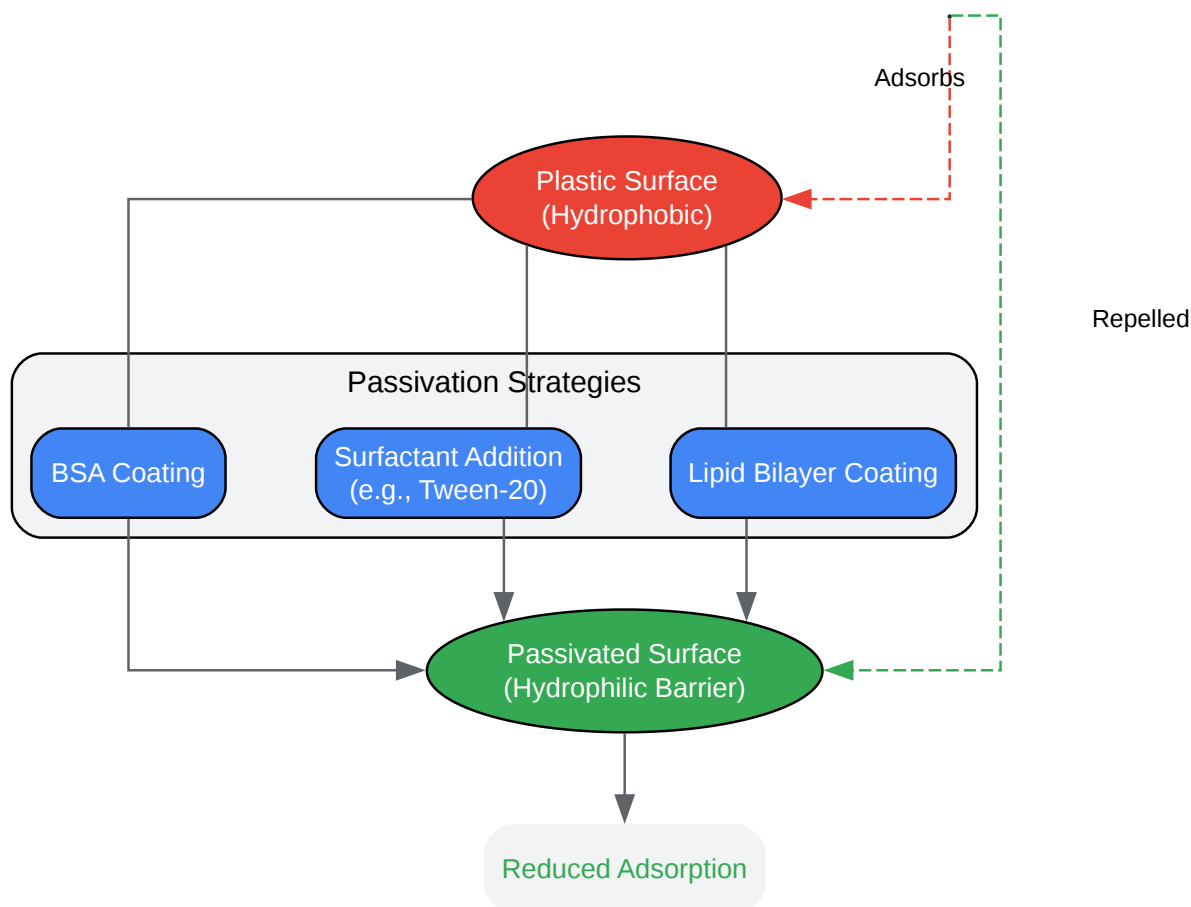 Adsorbs
Plastic Surface
(Hydrophobic)
Repelled
Passivation Strategies
BSA Coating
Surfactant Addition
(e.g., Tween-20)
Lipid Bilayer Coating
Passivated Surface
(Hydrophilic Barrier)
Reduced Adsorption